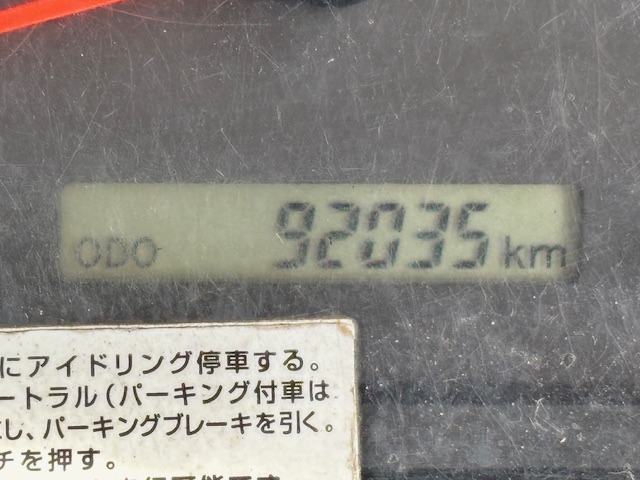 ODO 92035 km
にアイドリング停車する。
ートラル(パーキング付車は
し、パーキングブレーキを引く。
チを押す。